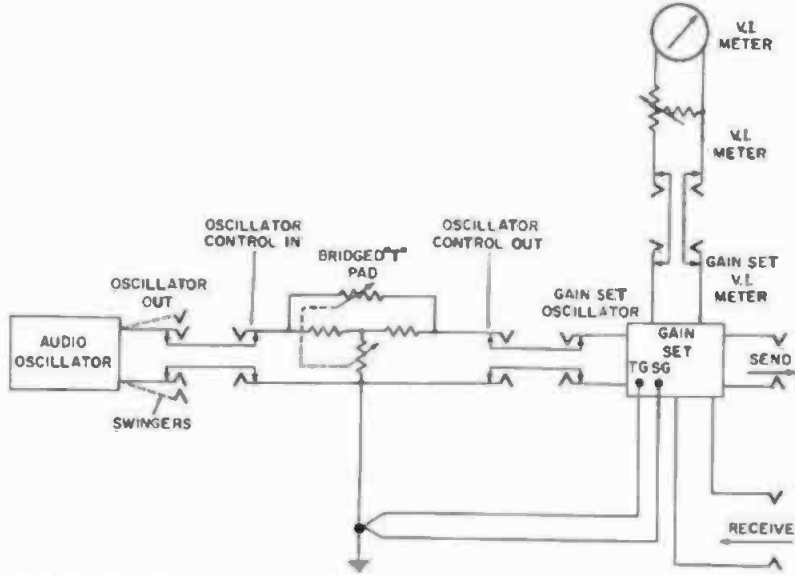 V.I.
METER
V.I.
METER
OSCILLATOR
CONTROL IN
BRIDGED "T"
PAD
OSCILLATOR
CONTROL OUT
OSCILLATOR
OUT
GAIN SET
V.I.
METER
GAIN SET
OSCILLATOR
AUDIO
OSCILLATOR
GAIN
SET
TG SG
SEND
SWINGERS
RECEIVE